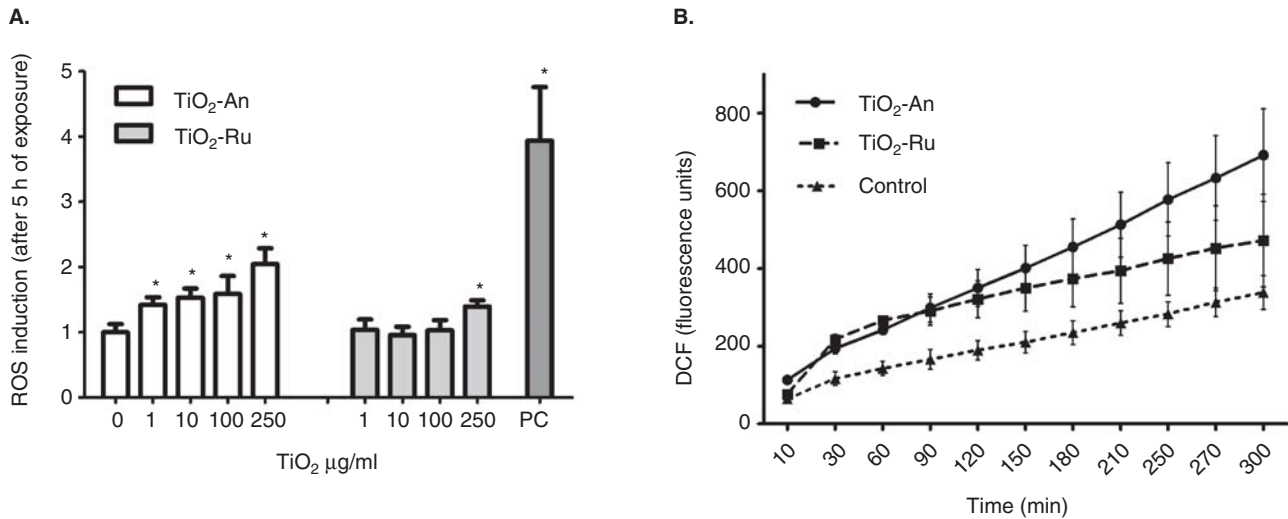 A.
ROS induction (after 5 h of exposure)
5
4
3
2
1
0
TiO2-An
TiO2-Ru
*
*
*
*
*
*
0 1 10 100 250 1 10 100 250 PC
TiO2 μg/ml
B.
DCF (fluorescence units)
800
600
400
200
0
TiO2-An
TiO2-Ru
Control
10 30 60 90 120 150 180 210 250 270 300
Time (min)